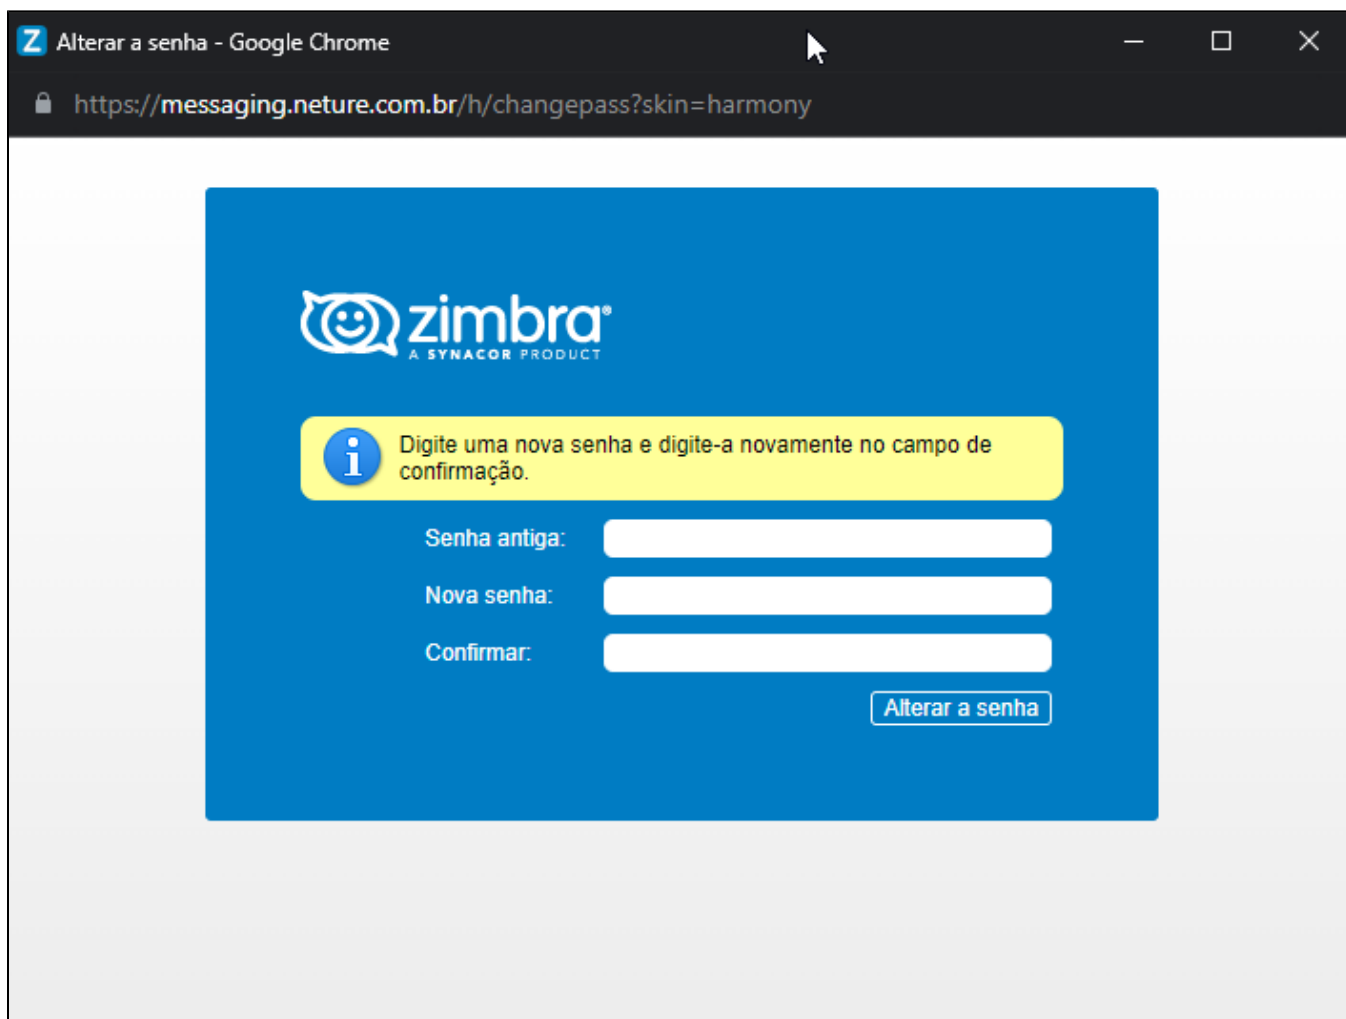 Z Alterar a senha - Google Chrome
https://messaging.neture.com.br/h/changepass?skin=harmony
zimbra®
A SYNACOR PRODUCT
Digite uma nova senha e digite-a novamente no campo de
confirmação.
Senha antiga:
Nova senha:
Confirmar:
Alterar a senha